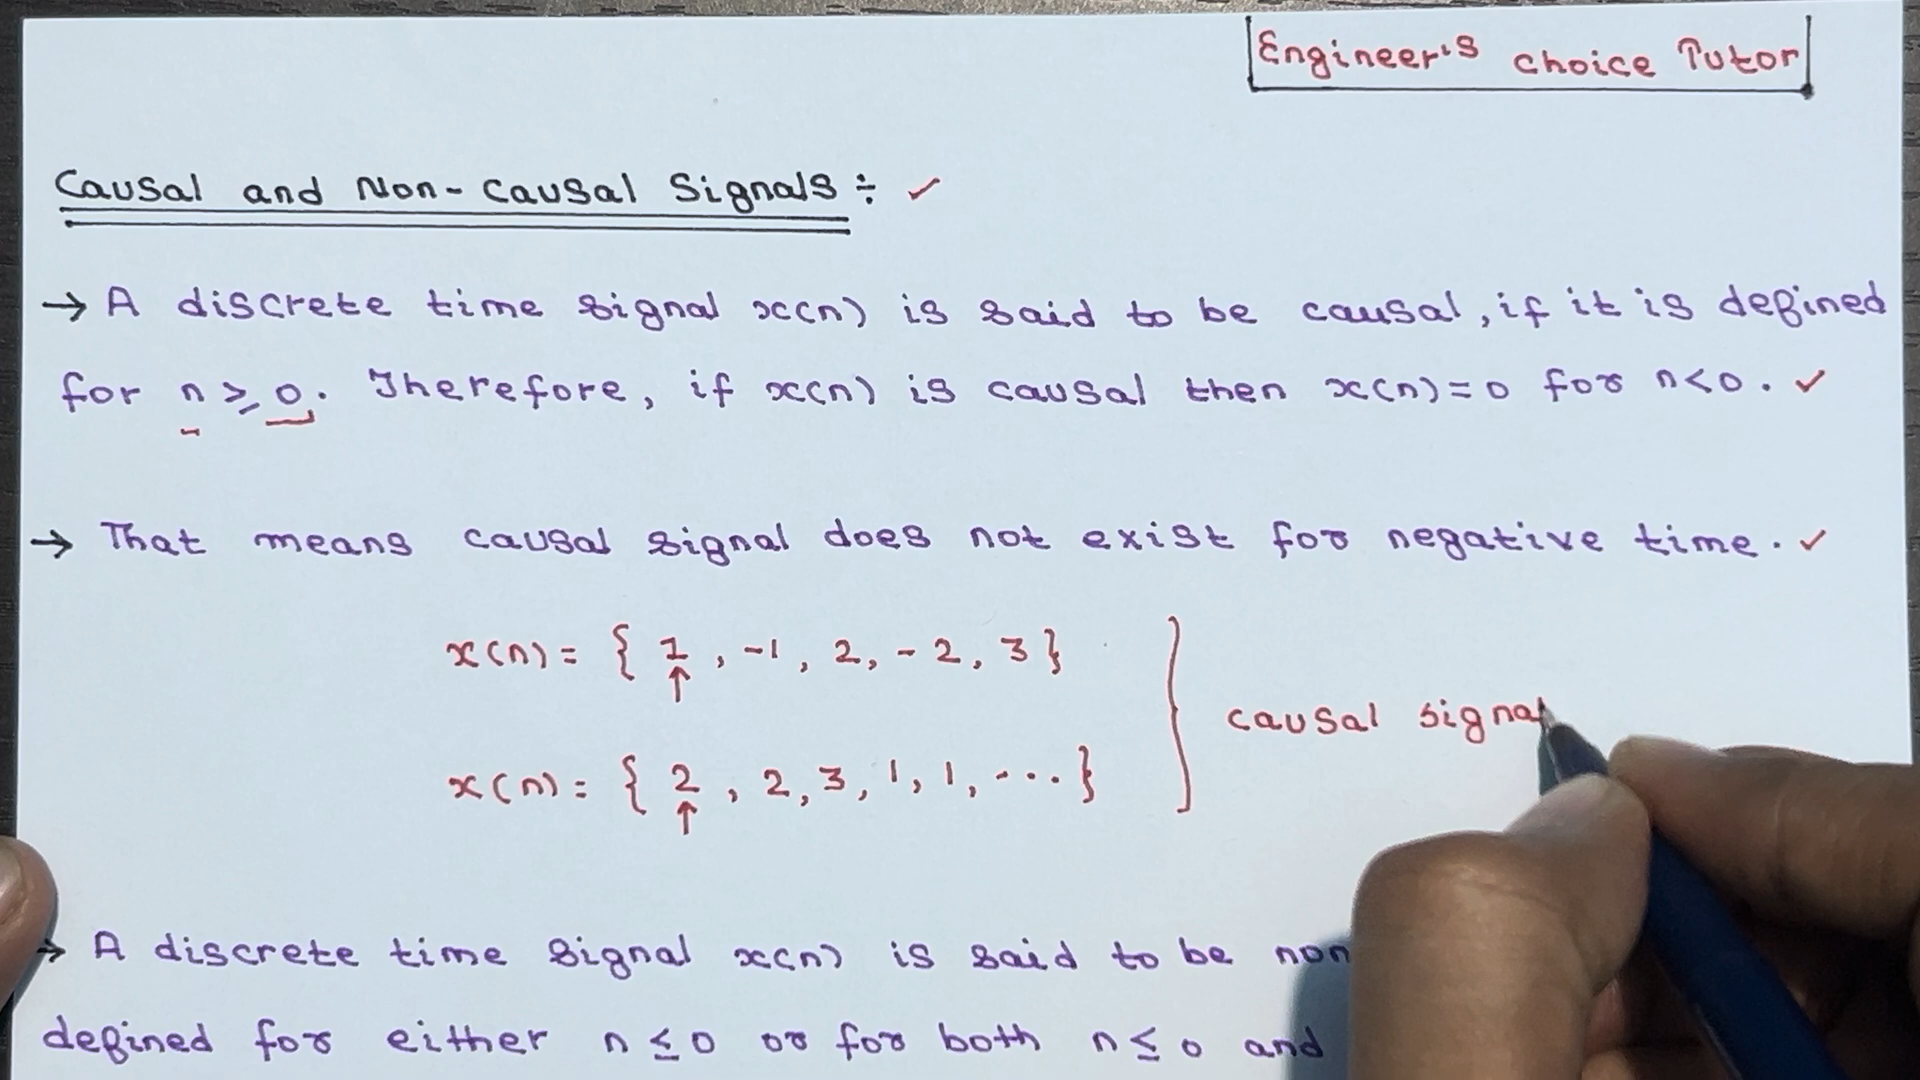 Engineer's choice Tutor
Causal and Non-Causal Signals ÷ ✓
→ A discrete time signal x(n) is said to be causal, if it is defined
for n ≥ 0. Therefore, if x(n) is causal then x(n)=0 for n<0. ✓
→ That means causal signal does not exist for negative time. ✓
x(n) = { 1, -1, 2, -2, 3 }
↑
causal signal
x(n) = { 2, 2, 3, 1, 1, ... }
↑
→ A discrete time signal x(n) is said to be non
defined for either n ≤ 0 or for both n ≤ 0 and